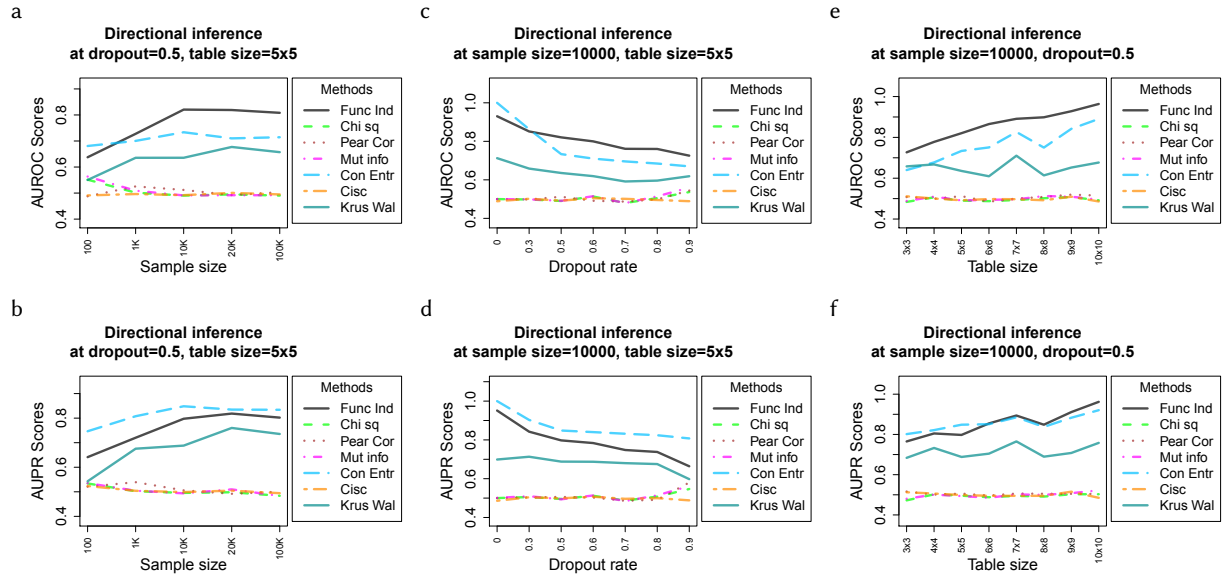 a
Directional inference
at dropout=0.5, table size=5x5
AUROC Scores
0.4
0.6
0.8
100
1K
10K
20K
100K
Sample size
Methods
Func Ind
Chi sq
Pear Cor
Mut info
Con Entr
Cisc
Krus Wal
c
Directional inference
at sample size=10000, table size=5x5
AUROC Scores
0.4
0.6
0.8
1.0
0
0.3
0.5
0.6
0.7
0.8
0.9
Dropout rate
Methods
Func Ind
Chi sq
Pear Cor
Mut info
Con Entr
Cisc
Krus Wal
e
Directional inference
at sample size=10000, dropout=0.5
AUROC Scores
0.4
0.6
0.8
1.0
3x3
4x4
5x5
6x6
7x7
8x8
9x9
10x10
Table size
Methods
Func Ind
Chi sq
Pear Cor
Mut info
Con Entr
Cisc
Krus Wal
b
Directional inference
at dropout=0.5, table size=5x5
AUPR Scores
0.4
0.6
0.8
100
1K
10K
20K
100K
Sample size
Methods
Func Ind
Chi sq
Pear Cor
Mut info
Con Entr
Cisc
Krus Wal
d
Directional inference
at sample size=10000, table size=5x5
AUPR Scores
0.4
0.6
0.8
1.0
0
0.3
0.5
0.6
0.7
0.8
0.9
Dropout rate
Methods
Func Ind
Chi sq
Pear Cor
Mut info
Con Entr
Cisc
Krus Wal
f
Directional inference
at sample size=10000, dropout=0.5
AUPR Scores
0.4
0.6
0.8
1.0
3x3
4x4
5x5
6x6
7x7
8x8
9x9
10x10
Table size
Methods
Func Ind
Chi sq
Pear Cor
Mut info
Con Entr
Cisc
Krus Wal